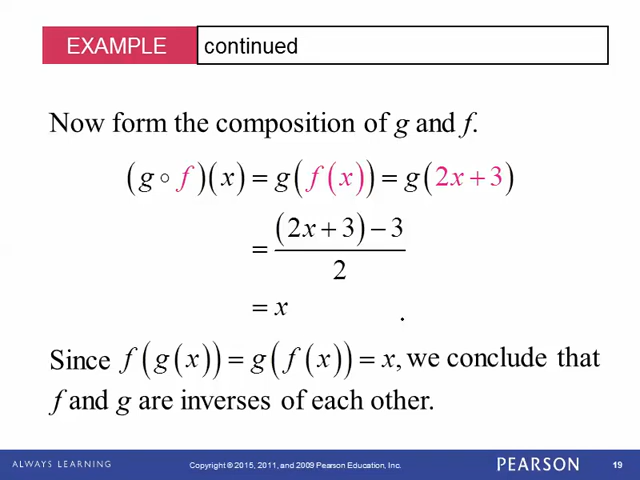 EXAMPLE continued
Now form the composition of g and f.
(g ∘ f)(x) = g(f(x)) = g(2x + 3)
= ((2x + 3) − 3) / 2
= x .
Since f(g(x)) = g(f(x)) = x, we conclude that
f and g are inverses of each other.
ALWAYS LEARNING Copyright © 2015, 2011, and 2009 Pearson Education, Inc. PEARSON 19